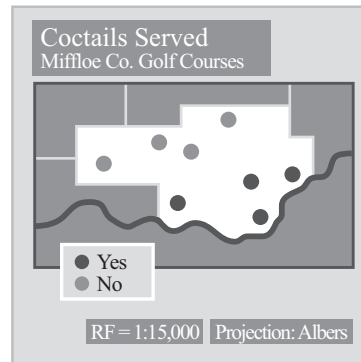 Coctails Served
Miffloe Co. Golf Courses
Yes
No
RF = 1:15,000 Projection: Albers